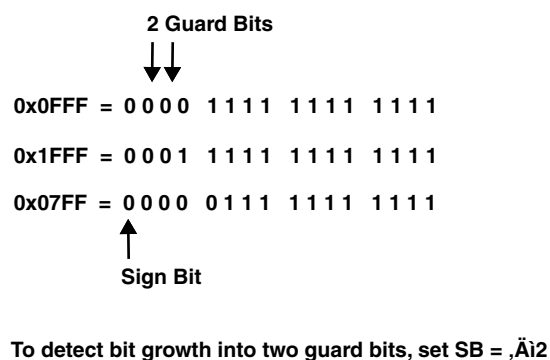 2 Guard Bits
0x0FFF = 0 0 0 0 1 1 1 1 1 1 1 1 1 1 1 1
0x1FFF = 0 0 0 1 1 1 1 1 1 1 1 1 1 1 1 1
0x07FF = 0 0 0 0 0 1 1 1 1 1 1 1 1 1 1 1
Sign Bit
To detect bit growth into two guard bits, set SB = ‚Äì2